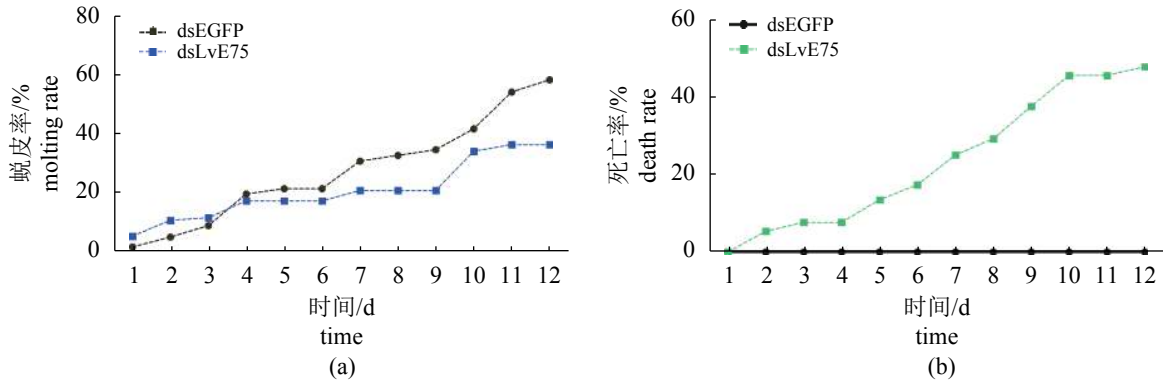 80
60
40
20
0
蜕皮率/%
molting rate
dsEGFP
dsLvE75
1 2 3 4 5 6 7 8 9 10 11 12
时间/d
time
(a)
60
40
20
0
死亡率/%
death rate
dsEGFP
dsLvE75
1 2 3 4 5 6 7 8 9 10 11 12
时间/d
time
(b)